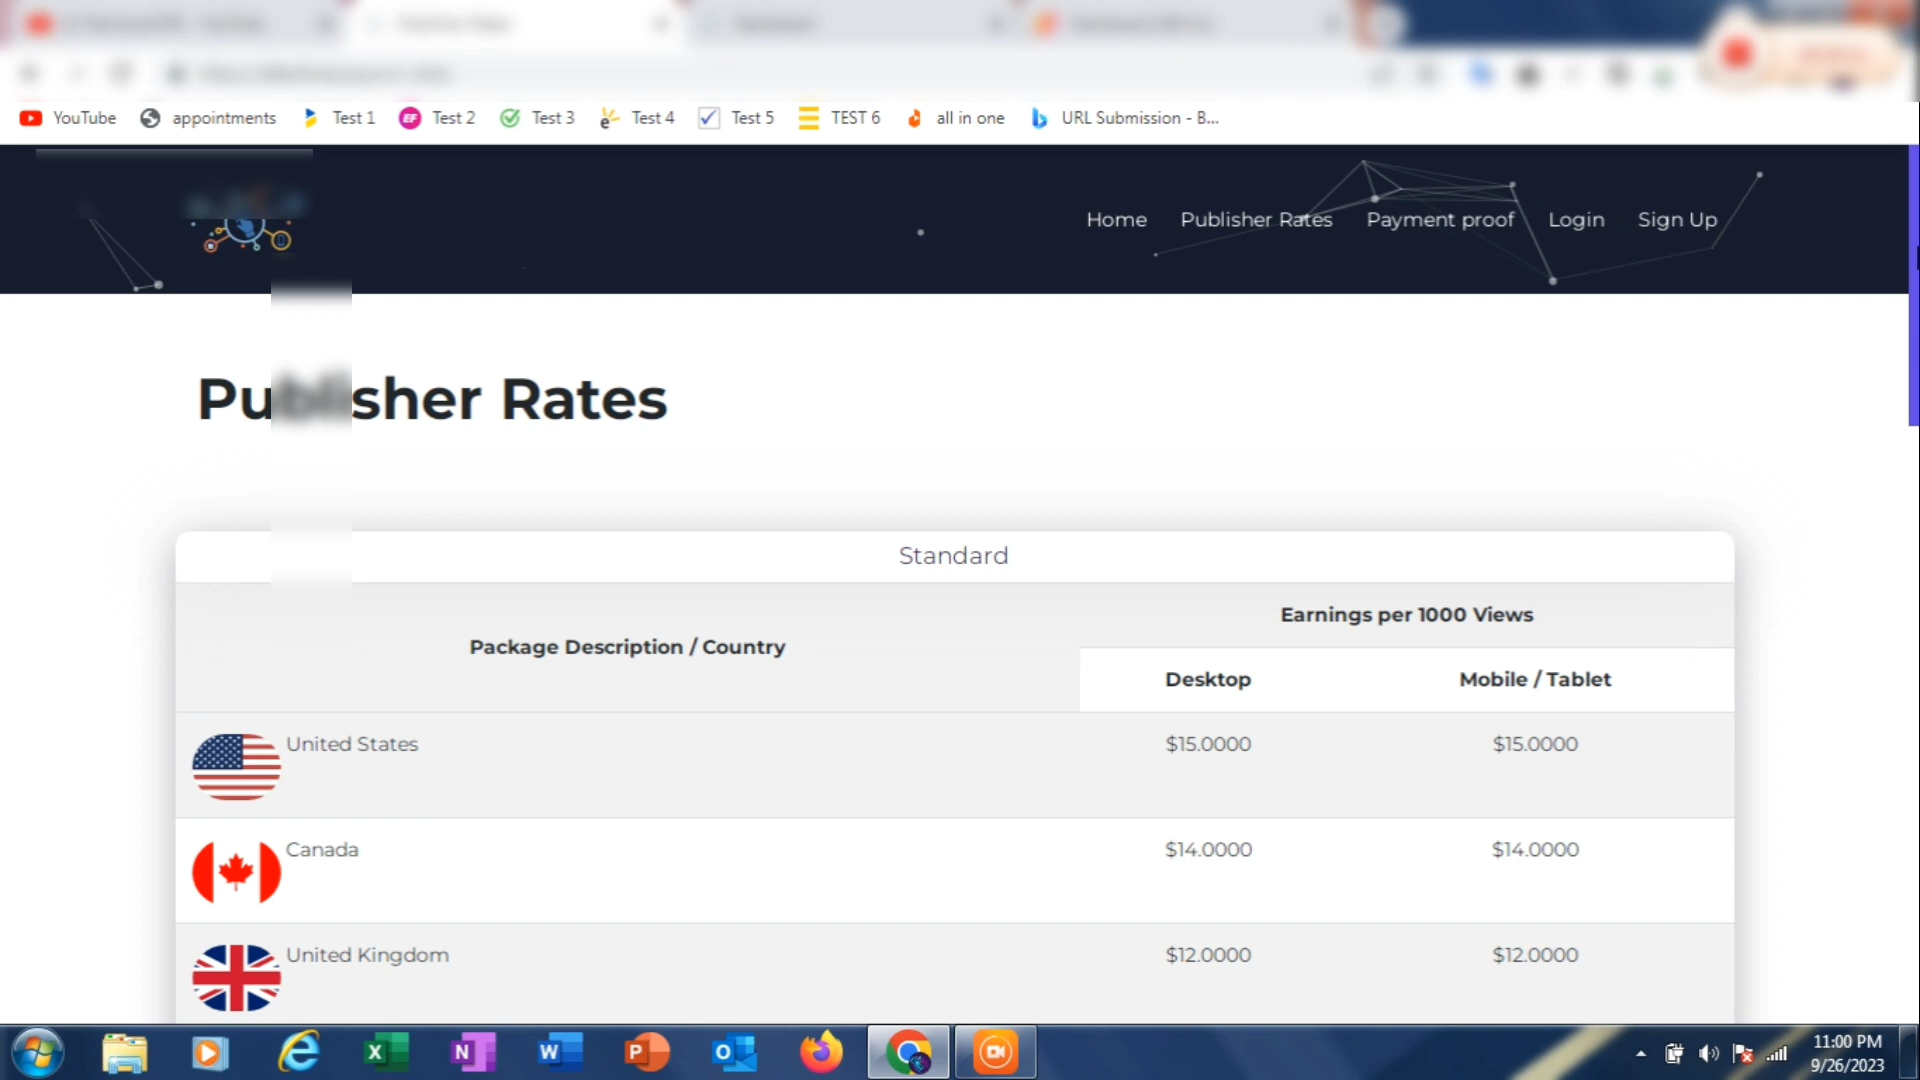 YouTube appointments Test 1 Test 2 Test 3 Test 4 Test 5 TEST 6 all in one URL Submission - B...
Home Publisher Rates Payment proof Login Sign Up
Publisher Rates
Standard
Package Description / Country
Earnings per 1000 Views
Desktop Mobile / Tablet
United States $15.0000 $15.0000
Canada $14.0000 $14.0000
United Kingdom $12.0000 $12.0000
11:00 PM
9/26/2023